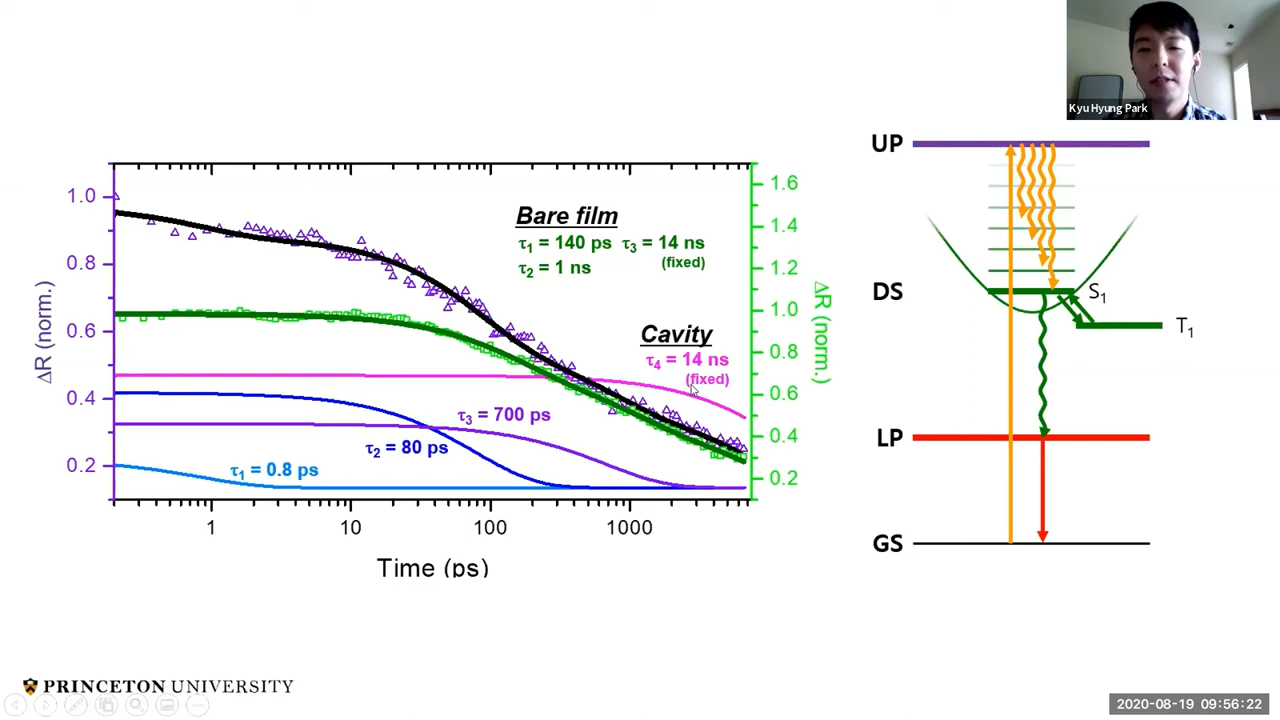 Kyu Hyung Park
1.0
0.8
0.6
0.4
0.2
ΔR (norm.)
1.6
1.4
1.2
1.0
0.8
0.6
0.4
0.2
ΔR (norm.)
Bare film
τ1 = 140 ps τ3 = 14 ns
τ2 = 1 ns (fixed)
Cavity
τ4 = 14 ns
(fixed)
τ3 = 700 ps
τ2 = 80 ps
τ1 = 0.8 ps
1 10 100 1000
Time (ps)
UP
DS
S1
T1
LP
GS
PRINCETON UNIVERSITY
2020-08-19 09:56:22